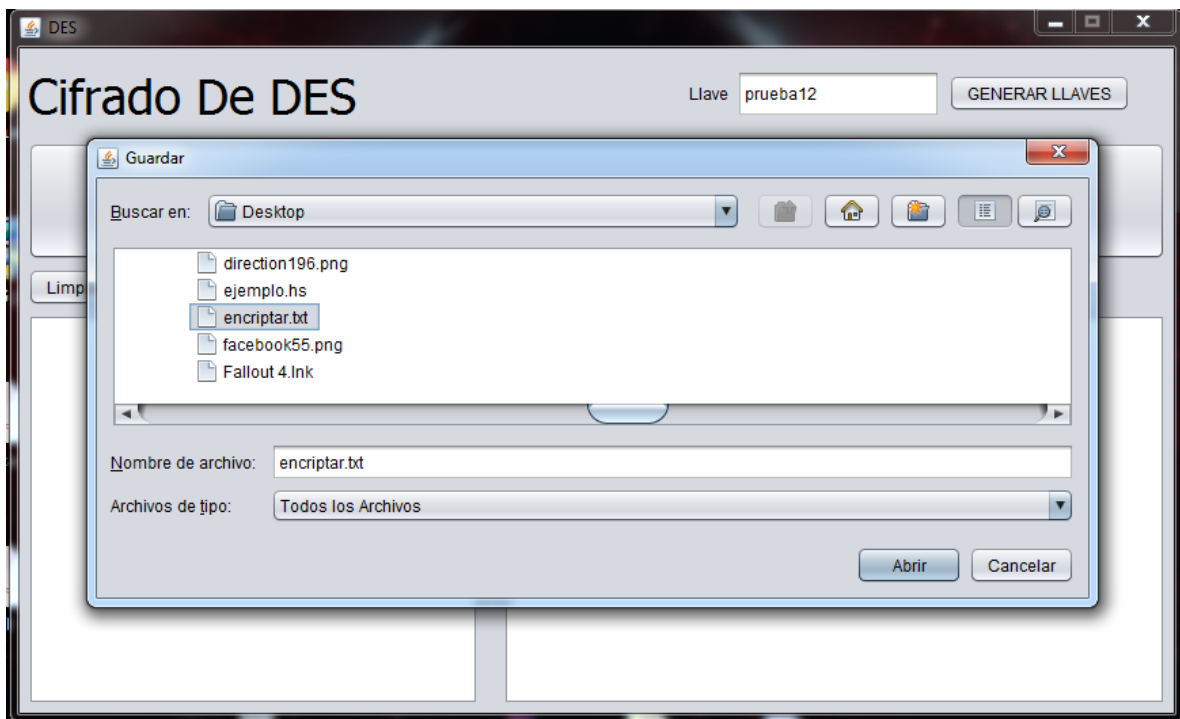 DES
Cifrado De DES
Llave prueba12 GENERAR LLAVES
Guardar
Buscar en: Desktop
Limp
direction196.png
ejemplo.hs
encriptar.txt
facebook55.png
Fallout 4.lnk
Nombre de archivo: encriptar.txt
Archivos de tipo: Todos los Archivos
Abrir Cancelar